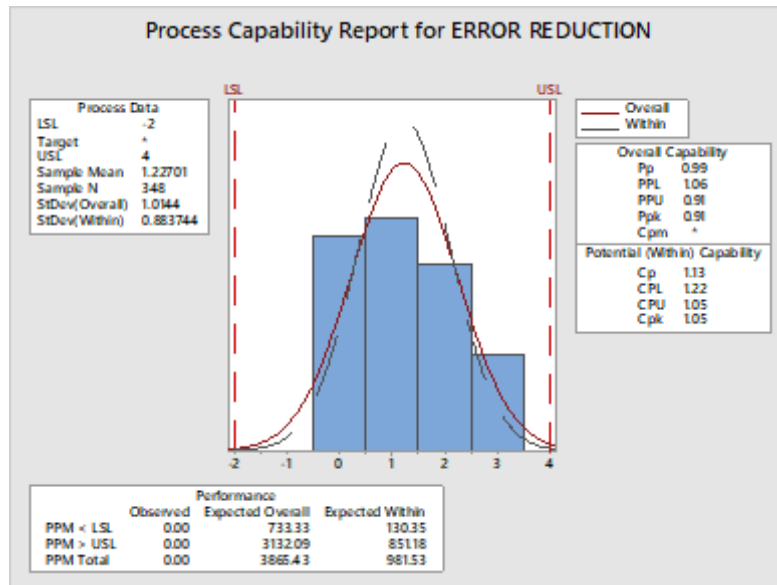 Process Capability Report for ERROR REDUCTION
LSL USL
Process Data
LSL -2
Target *
USL 4
Sample Mean 1.22701
Sample N 348
StDev(Overall) 1.0144
StDev(Within) 0.883744
Overall
Within
Overall Capability
Pp 0.99
PPL 1.06
PPU 0.91
Ppk 0.91
Cpm *
Potential (Within) Capability
Cp 1.13
CPL 1.22
CPU 1.05
Cpk 1.05
-2 -1 0 1 2 3 4
Performance
Observed Expected Overall Expected Within
PPM < LSL 0.00 733.33 130.35
PPM > USL 0.00 3132.09 851.18
PPM Total 0.00 3865.43 981.53